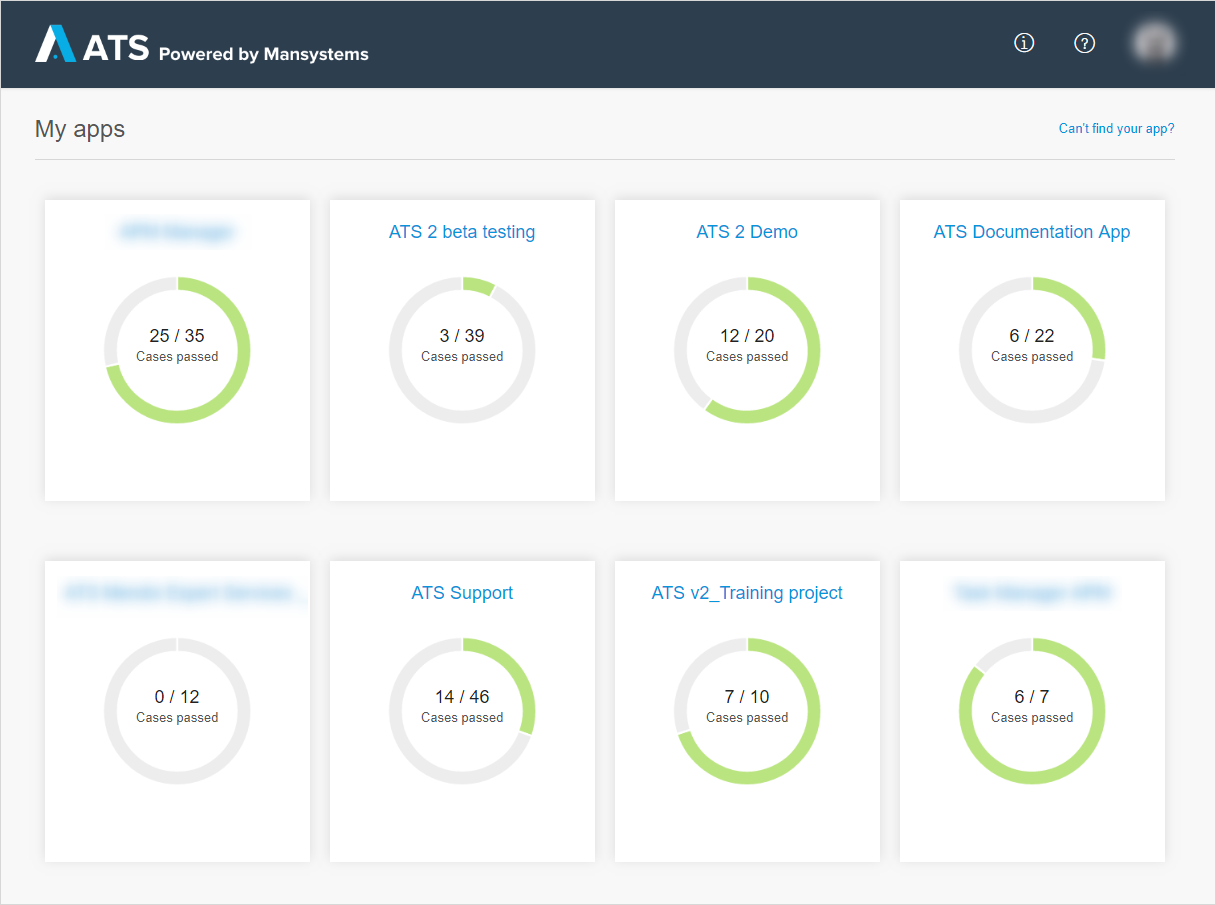 ATS Powered by Mansystems
My apps
Can't find your app?
ATS 2 beta testing
ATS 2 Demo
ATS Documentation App
25 / 35
Cases passed
3 / 39
Cases passed
12 / 20
Cases passed
6 / 22
Cases passed
ATS Support
ATS v2_Training project
0 / 12
Cases passed
14 / 46
Cases passed
7 / 10
Cases passed
6 / 7
Cases passed